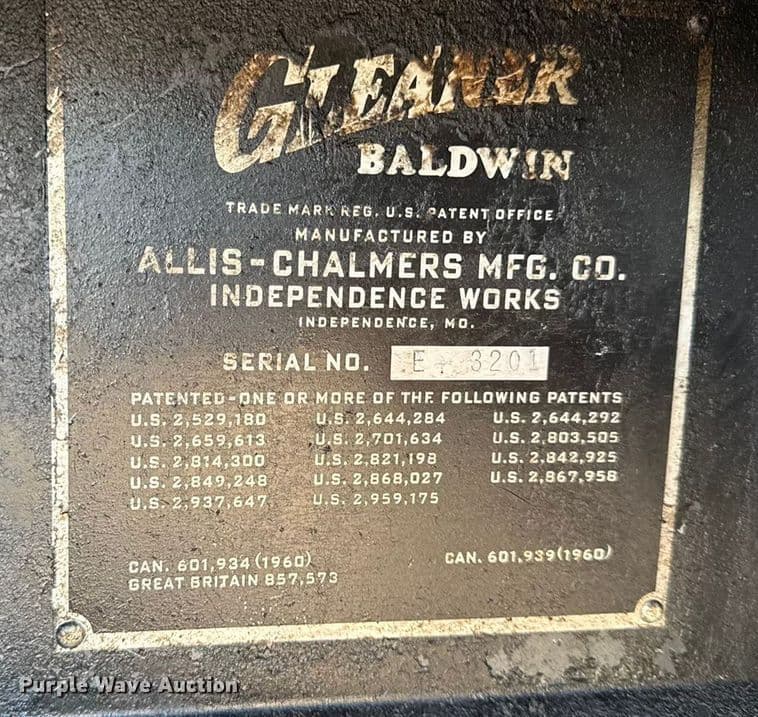 GLEANER
BALDWIN
TRADE MARK REG. U.S. PATENT OFFICE
MANUFACTURED BY
ALLIS-CHALMERS MFG. CO.
INDEPENDENCE WORKS
INDEPENDENCE, MO.
SERIAL NO. E - 3201
PATENTED-ONE OR MORE OF THE FOLLOWING PATENTS
U.S. 2,529,180 U.S. 2,644,284 U.S. 2,644,292
U.S. 2,659,613 U.S. 2,701,634 U.S. 2,803,505
U.S. 2,814,300 U.S. 2,821,198 U.S. 2,842,925
U.S. 2,849,248 U.S. 2,868,027 U.S. 2,867,958
U.S. 2,937,647 U.S. 2,959,175
CAN. 601,934 (1960) CAN. 601,939(1960)
GREAT BRITAIN 857,573
Purple Wave Auction